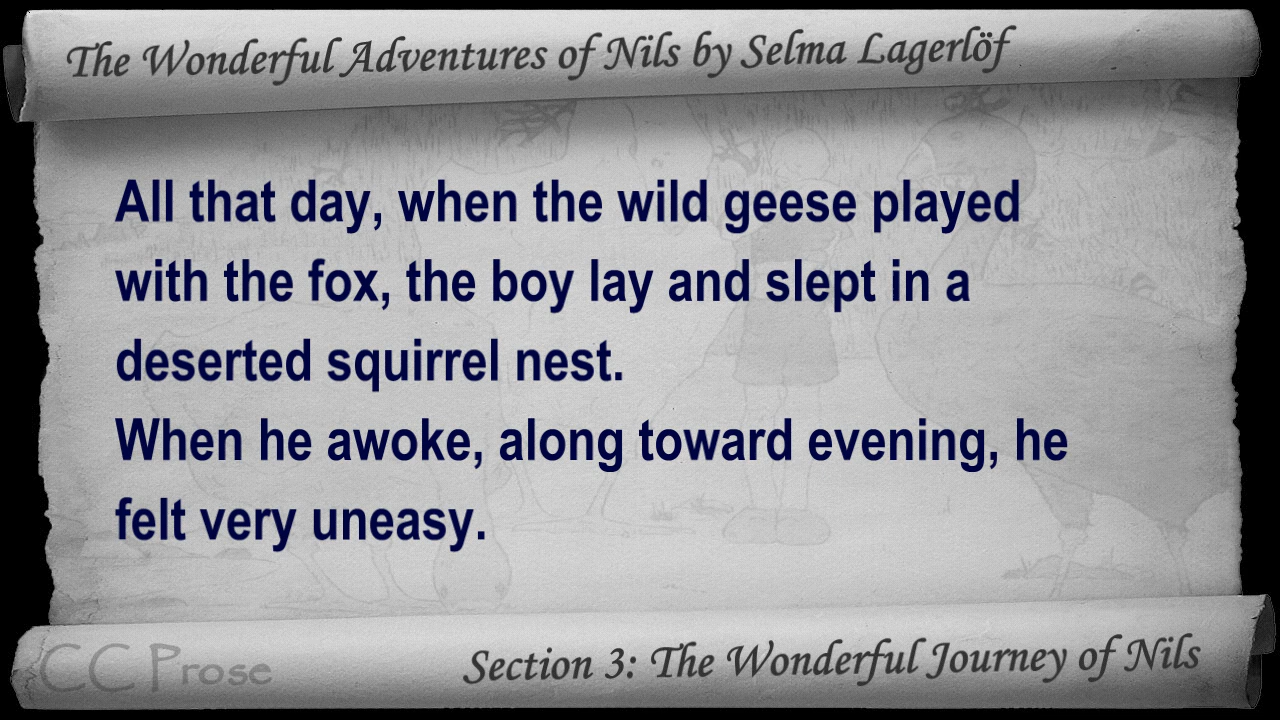 The Wonderful Adventures of Nils by Selma Lagerlöf
All that day, when the wild geese played
with the fox, the boy lay and slept in a
deserted squirrel nest.
When he awoke, along toward evening, he
felt very uneasy.
CC Prose
Section 3: The Wonderful Journey of Nils